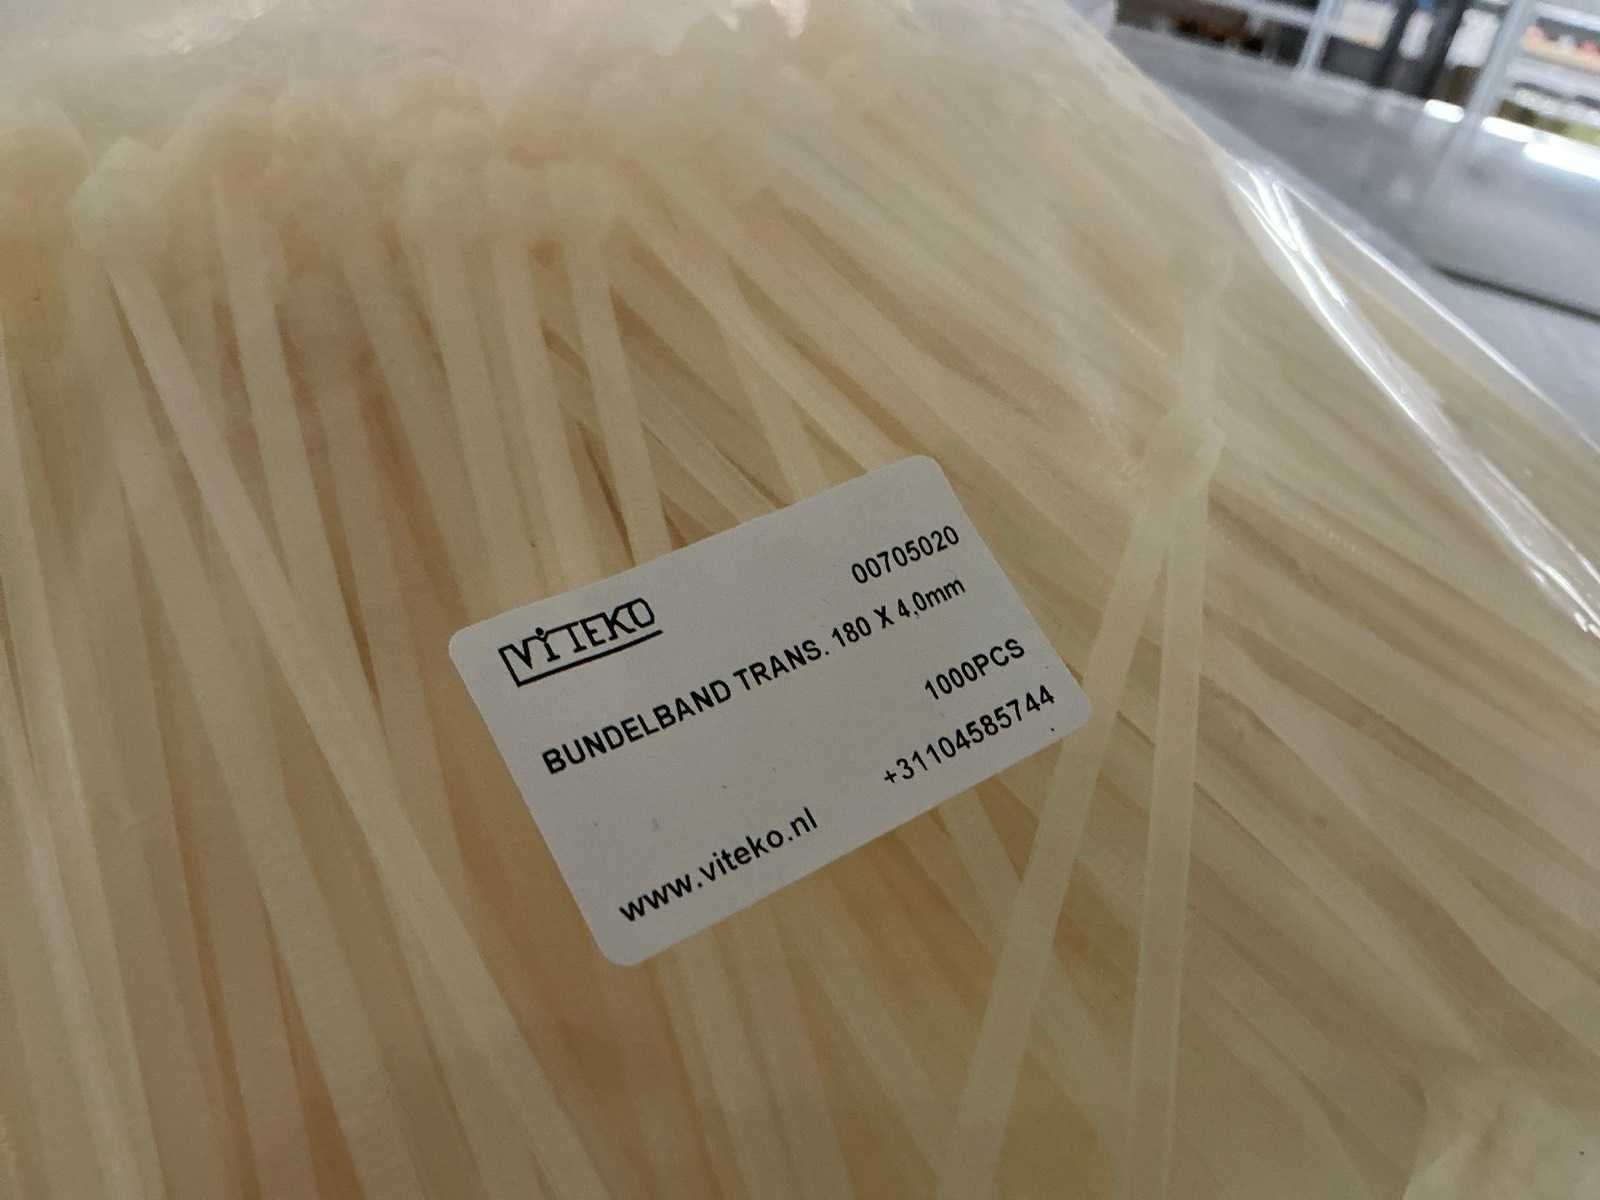 VITEKO
00705020
BUNDELBAND TRANS. 180 X 4,0mm
1000PCS
www.viteko.nl
+31104585744